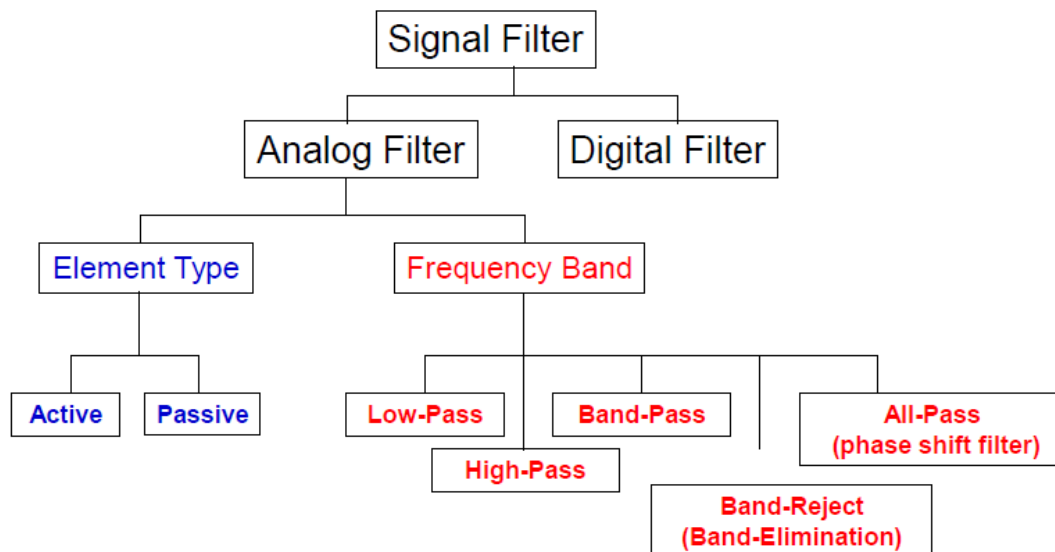 Signal Filter
Analog Filter
Digital Filter
Element Type
Frequency Band
Active
Passive
Low-Pass
Band-Pass
All-Pass
(phase shift filter)
High-Pass
Band-Reject
(Band-Elimination)